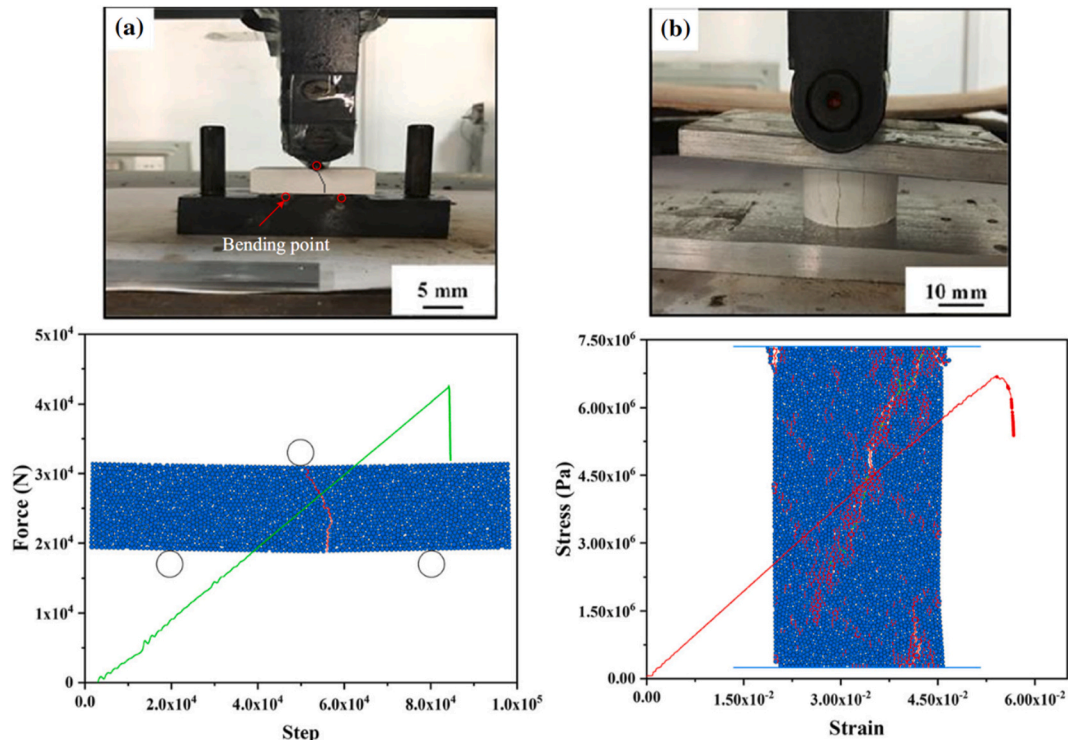 (a)
Bending point
5 mm
(b)
10 mm
5x10⁴
4x10⁴
3x10⁴
2x10⁴
1x10⁴
0
Force (N)
0.0
2.0x10⁴
4.0x10⁴
6.0x10⁴
8.0x10⁴
1.0x10⁵
Step
7.50x10⁶
6.00x10⁶
4.50x10⁶
3.00x10⁶
1.50x10⁶
0.00
Stress (Pa)
0.00
1.50x10⁻²
3.00x10⁻²
4.50x10⁻²
6.00x10⁻²
Strain